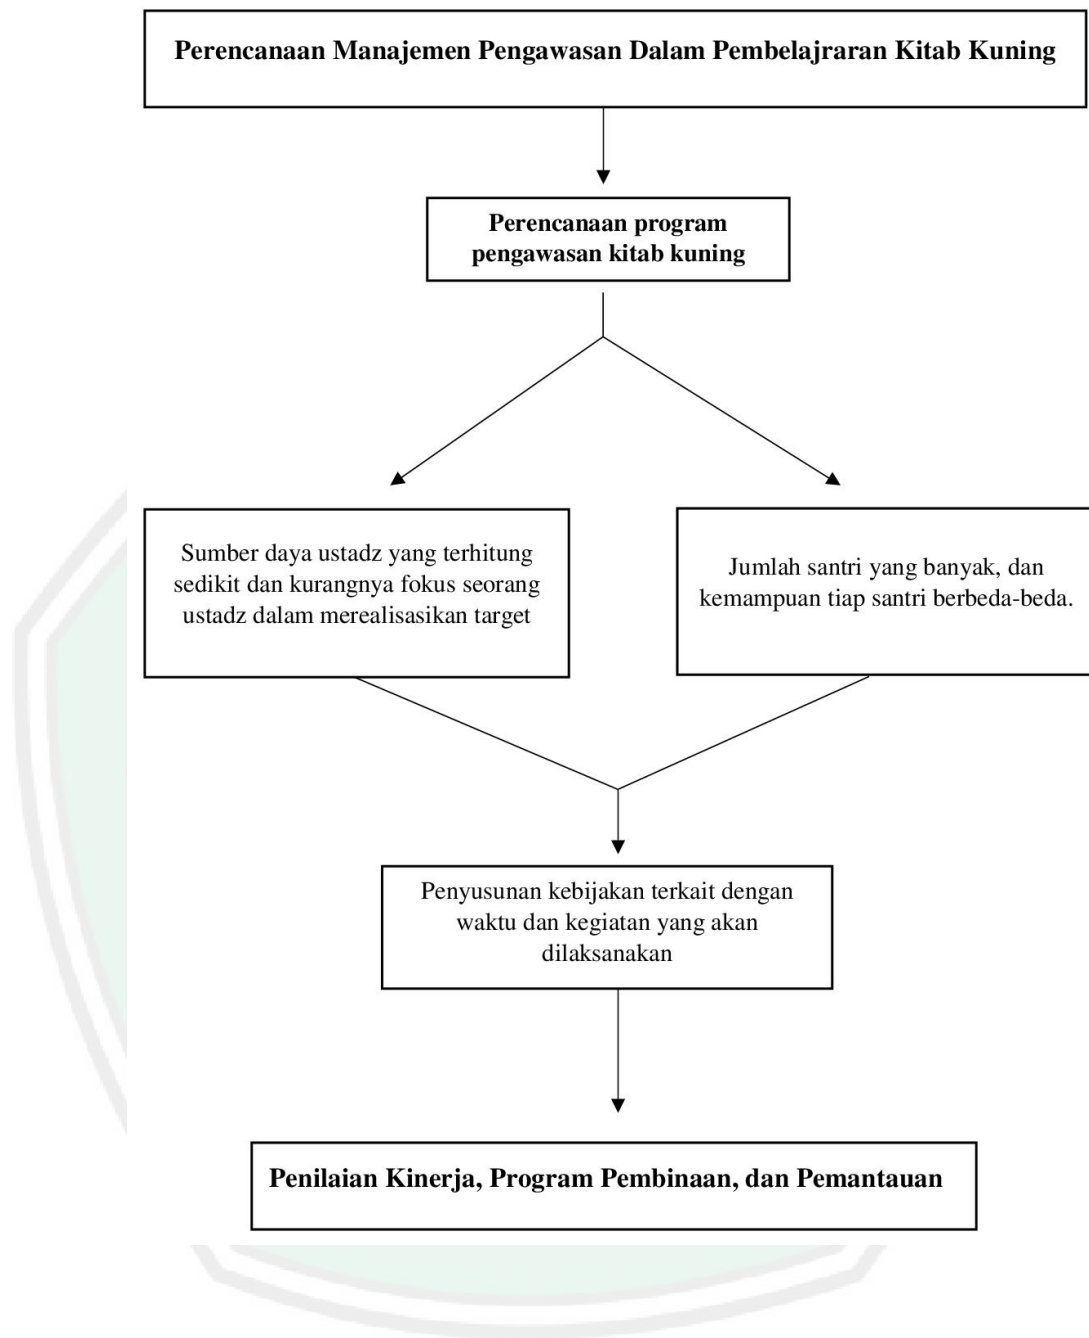 Perencanaan Manajemen Pengawasan Dalam Pembelajraran Kitab Kuning
Perencanaan program
pengawasan kitab kuning
Sumber daya ustadz yang terhitung
sedikit dan kurangnya fokus seorang
ustadz dalam merealisasikan target
Jumlah santri yang banyak, dan
kemampuan tiap santri berbeda-beda.
Penyusunan kebijakan terkait dengan
waktu dan kegiatan yang akan
dilaksanakan
Penilaian Kinerja, Program Pembinaan, dan Pemantauan